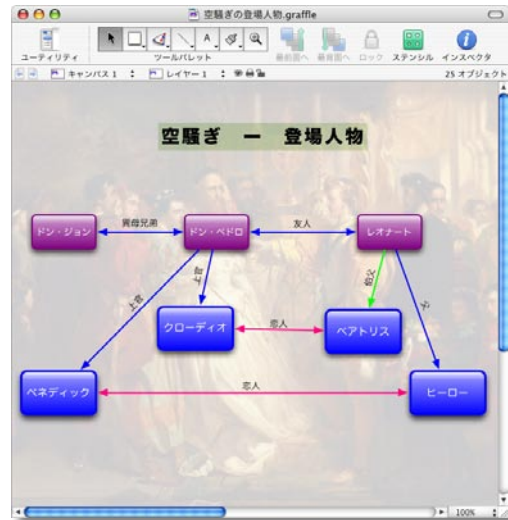 空騒ぎの登場人物.graffle
ユーティリティ ツールパレット 最前面へ 最背面へ ロック ステンシル インスペクタ
キャンバス 1 レイヤー 1 25 オブジェクト
空騒ぎ ー 登場人物
ドン・ジョン 異母兄弟 ドン・ペドロ 友人 レオナート
上官 上官 伯父
クローディオ 恋人 ベアトリス
ベネディック 恋人 ヒーロー
100%